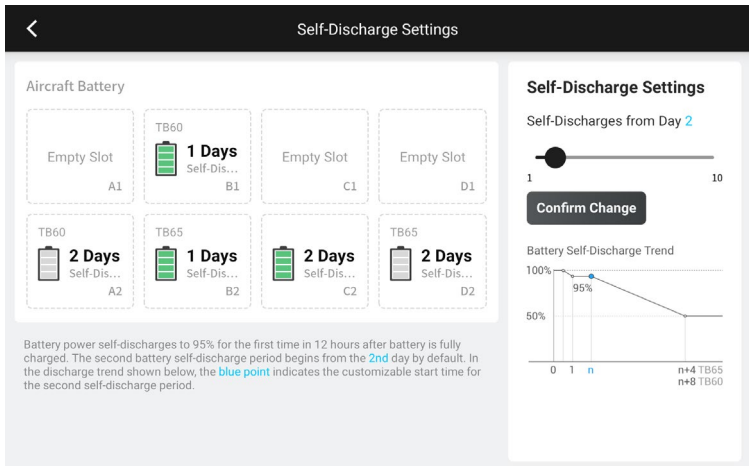 Self-Discharge Settings
Aircraft Battery
Empty Slot
A1
TB60
1 Days
Self-Dis...
B1
Empty Slot
C1
Empty Slot
D1
TB60
2 Days
Self-Dis...
A2
TB65
1 Days
Self-Dis...
B2
2 Days
Self-Dis...
C2
TB65
2 Days
Self-Dis...
D2
Battery power self-discharges to 95% for the first time in 12 hours after battery is fully
charged. The second battery self-discharge period begins from the 2nd day by default. In
the discharge trend shown below, the blue point indicates the customizable start time for
the second self-discharge period.
Self-Discharge Settings
Self-Discharges from Day 2
1 10
Confirm Change
Battery Self-Discharge Trend
100%
95%
50%
0 1 n n+4 TB65
n+8 TB60